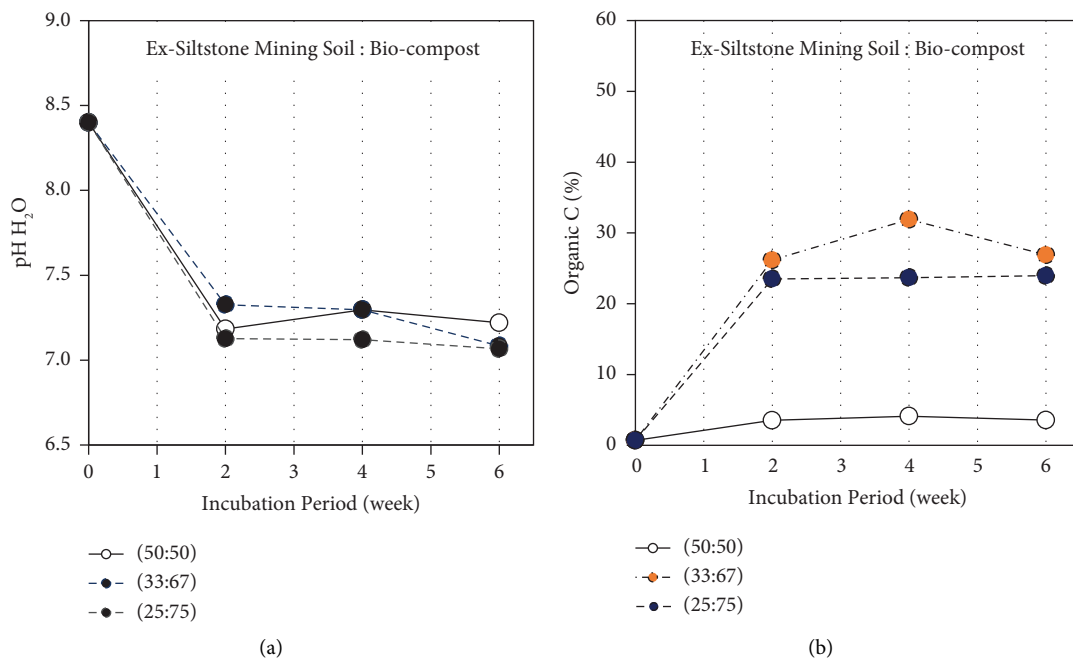 Ex-Siltstone Mining Soil : Bio-compost
pH H2O
9.0
8.5
8.0
7.5
7.0
6.5
0 1 2 3 4 5 6
Incubation Period (week)
(50:50)
(33:67)
(25:75)
(a)
Ex-Siltstone Mining Soil : Bio-compost
Organic C (%)
60
50
40
30
20
10
0
0 1 2 3 4 5 6
Incubation Period (week)
(50:50)
(33:67)
(25:75)
(b)